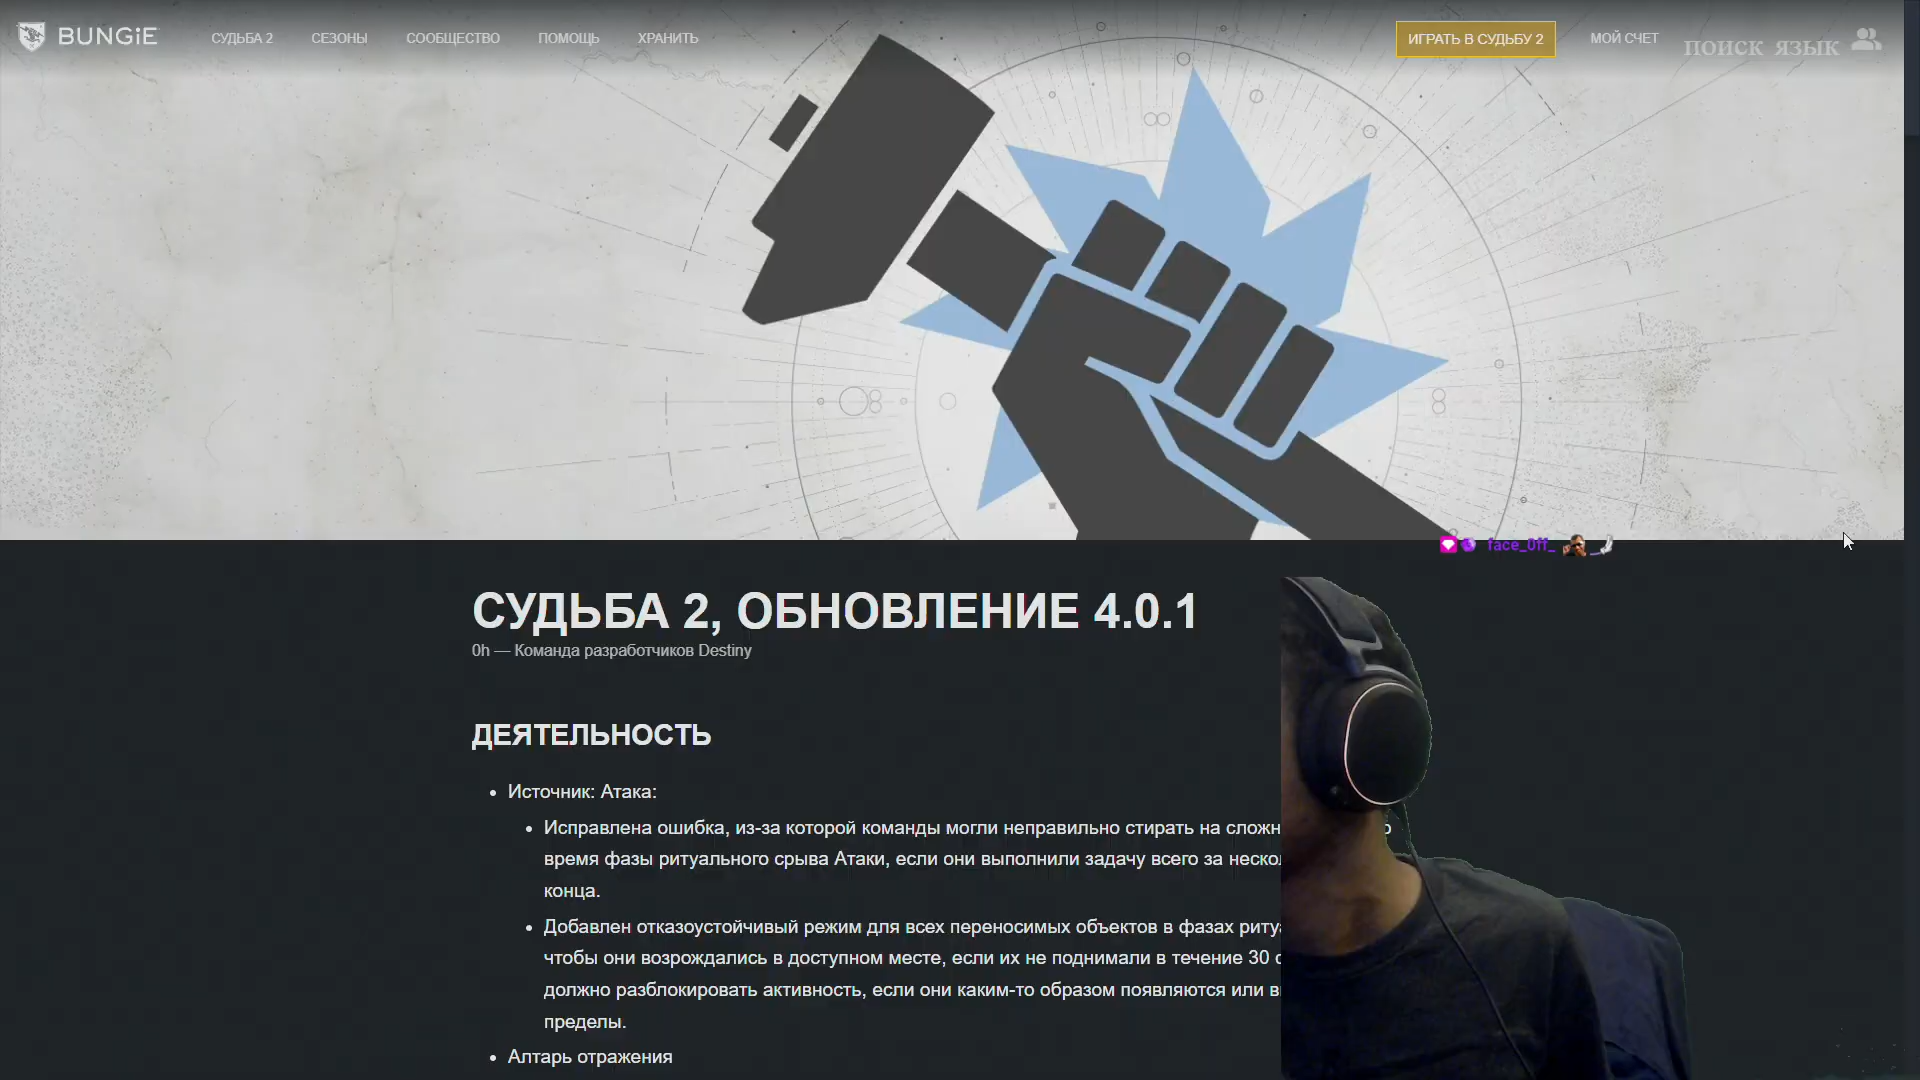 BUNGiE
СУДЬБА 2
СЕЗОНЫ
СООБЩЕСТВО
ПОМОЩЬ
ХРАНИТЬ
ИГРАТЬ В СУДЬБУ 2
МОЙ СЧЕТ
ПОИСК ЯЗЫК
face_0ff_
СУДЬБА 2, ОБНОВЛЕНИЕ 4.0.1
0h — Команда разработчиков Destiny
ДЕЯТЕЛЬНОСТЬ
Источник: Атака:
Исправлена ошибка, из-за которой команды могли неправильно стирать на
время фазы ритуального срыва Атаки, если они выполнили задачу всего за
конца.
Добавлен отказоустойчивый режим для всех переносимых объектов в фазах
чтобы они возрождались в доступном месте, если их не поднимали в течение 30
должно разблокировать активность, если они каким-то образом появляются или
пределы.
Алтарь отражения